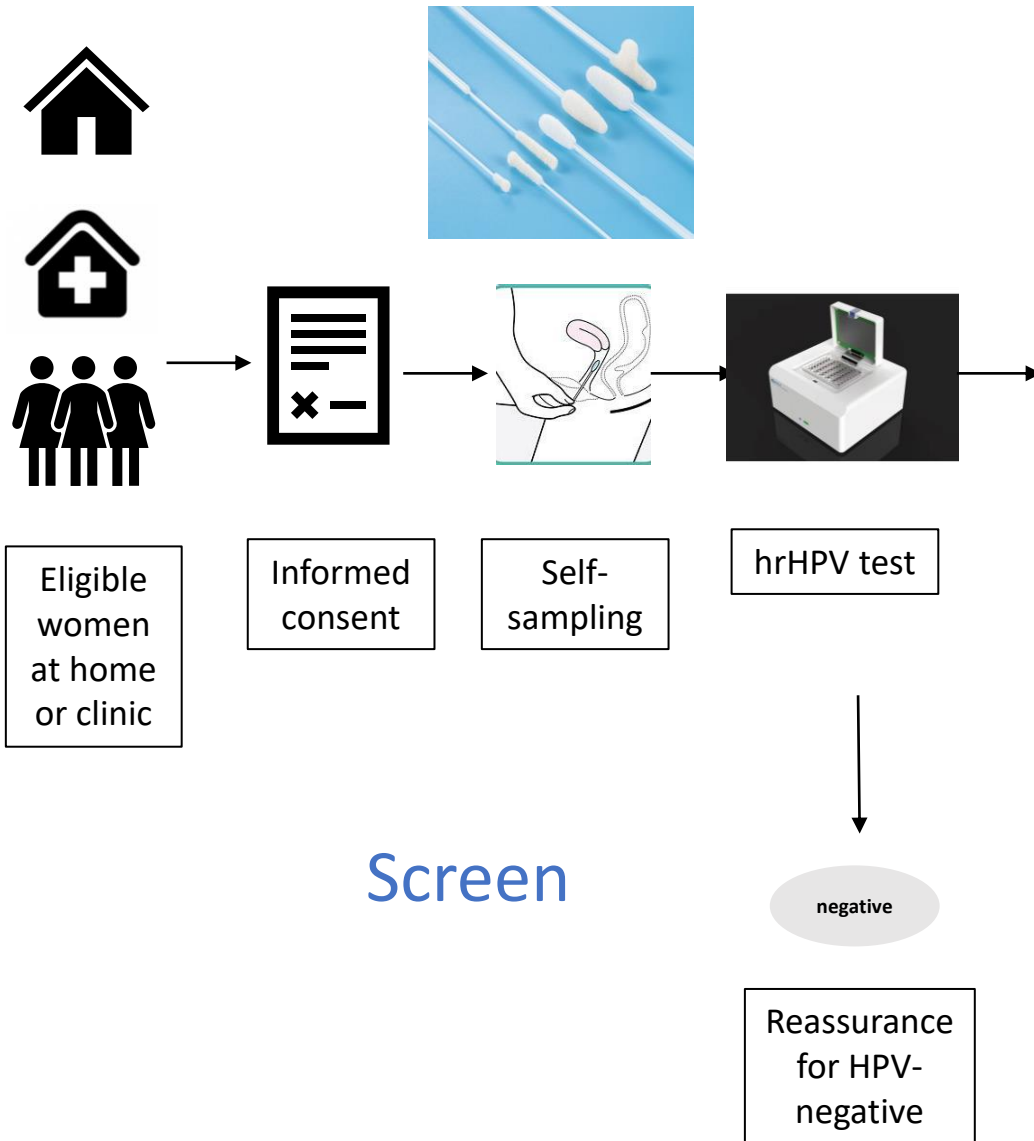 Eligible
women
at home
or clinic
Informed
consent
Self-
sampling
hrHPV test
Screen
negative
Reassurance
for HPV-
negative